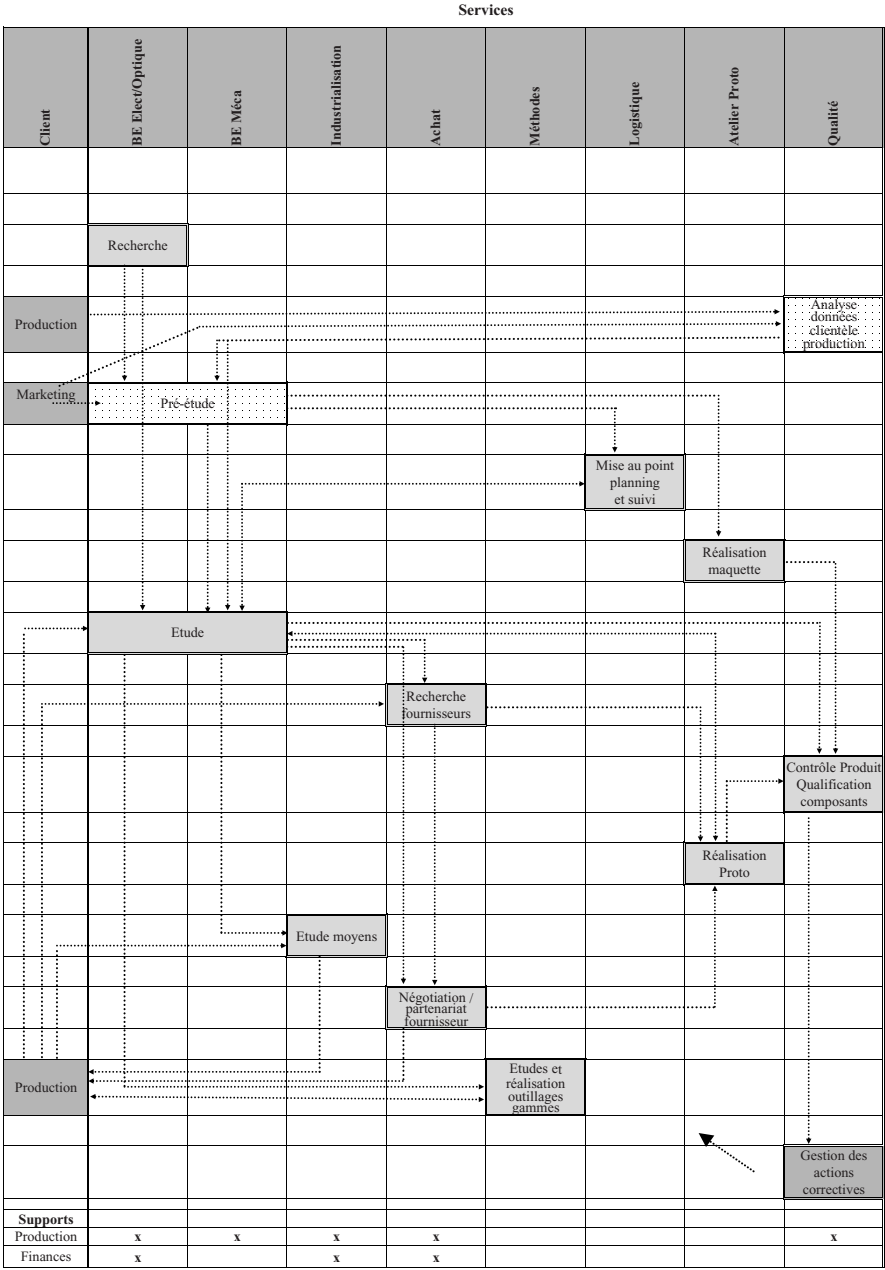 Services
Client
BE Elect/Optique
BE Méca
Industrialisation
Achat
Méthodes
Logistique
Atelier Proto
Qualité
Recherche
Production
Analyse
données
clientèle
production
Marketing
Pré-étude
Mise au point
planning
et suivi
Réalisation
maquette
Etude
Recherche
fournisseurs
Contrôle Produit
Qualification
composants
Réalisation
Proto
Etude moyens
Négotiation /
partenariat
fournisseur
Production
Etudes et
réalisation
outillages
gammes
Gestion des
actions
correctives
Supports
Production x x x x x
Finances x x x